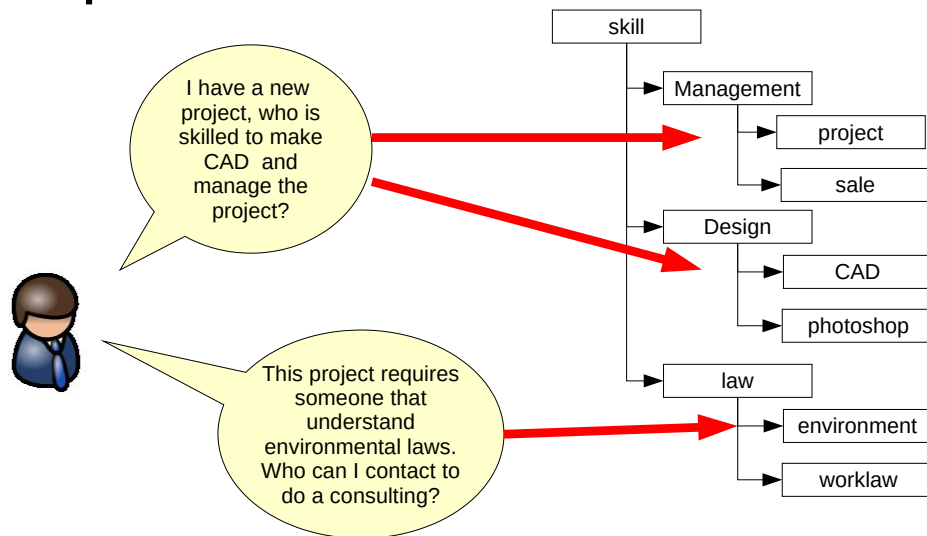 I have a new
project, who is
skilled to make
CAD and
manage the
project?
This project requires
someone that
understand
environmental laws.
Who can I contact to
do a consulting?
skill
Management
project
sale
Design
CAD
photoshop
law
environment
worklaw